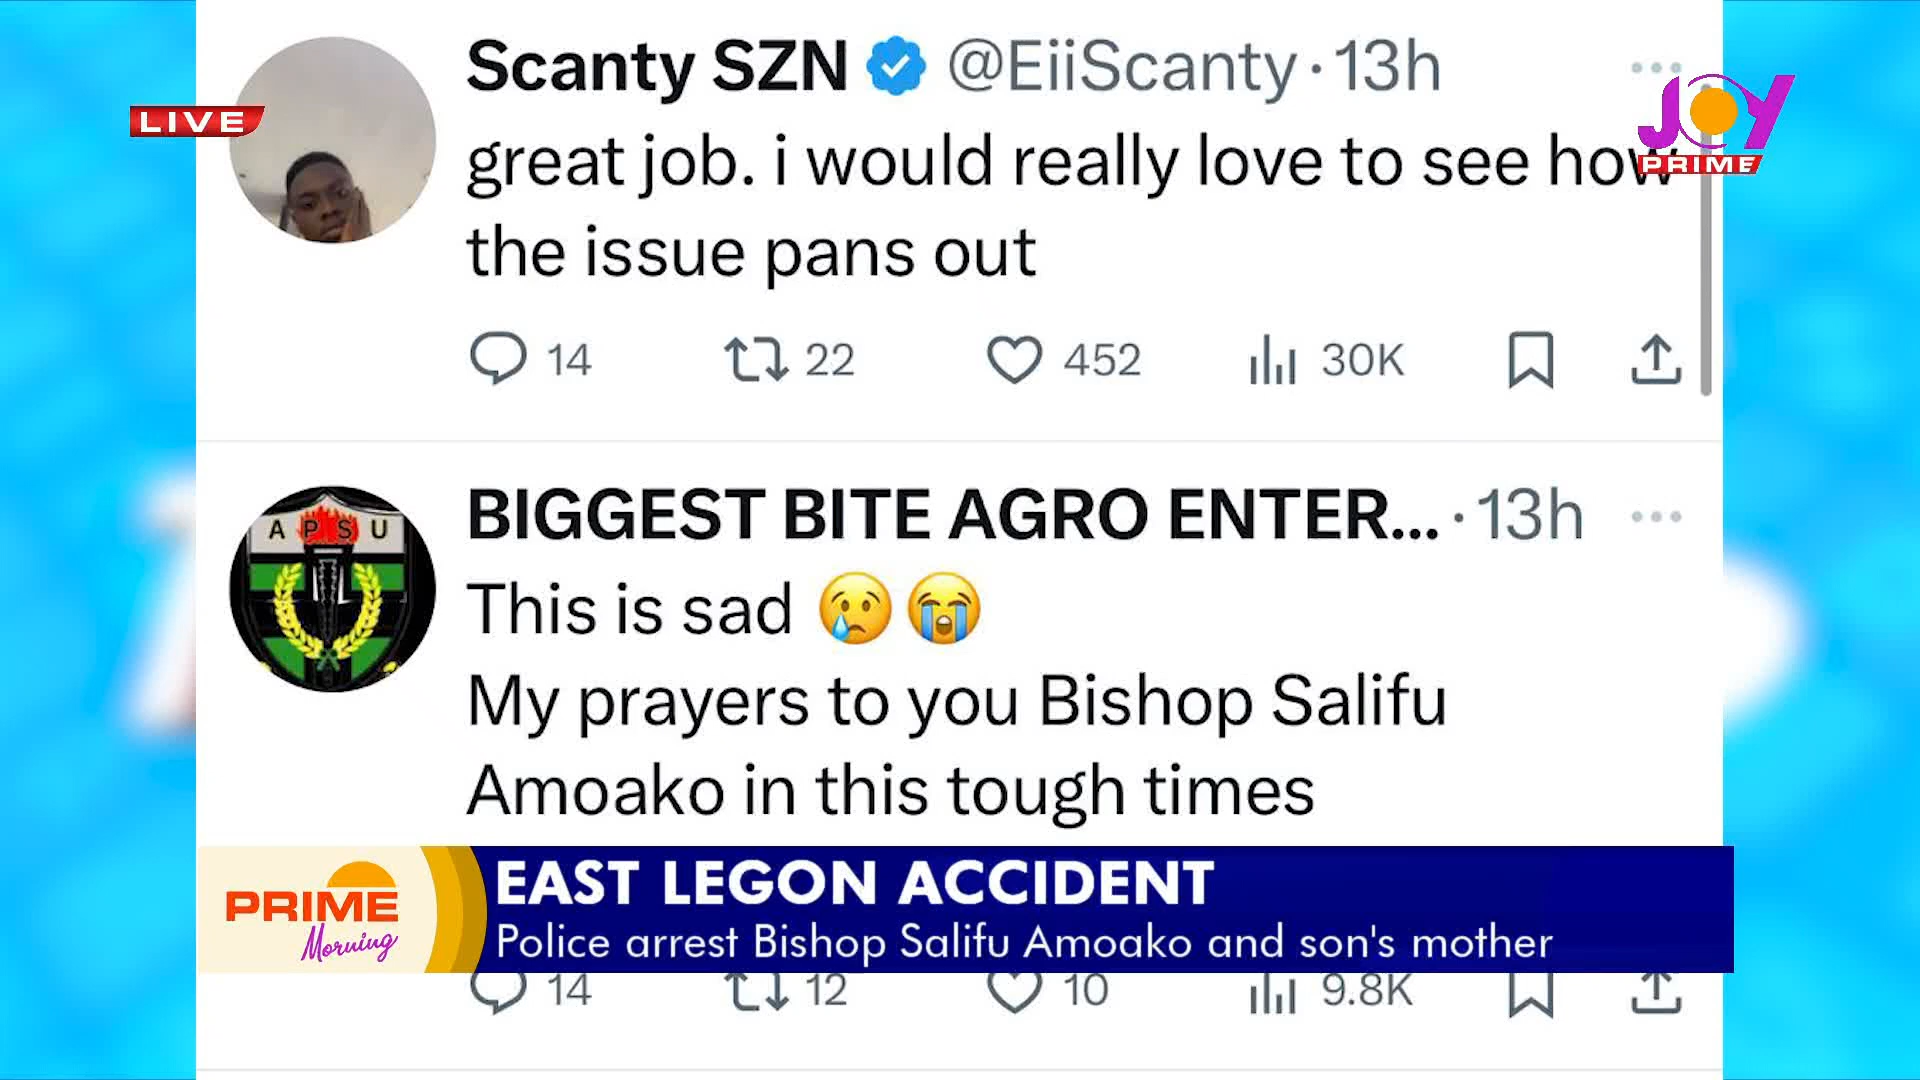 Scanty SZN @EiiScanty · 13h
LIVE
JOY
PRIME
great job. i would really love to see how
the issue pans out
14 22 452 30K
APSU
BIGGEST BITE AGRO ENTER... · 13h
This is sad 😢😭
My prayers to you Bishop Salifu
Amoako in this tough times
PRIME
Morning
EAST LEGON ACCIDENT
Police arrest Bishop Salifu Amoako and son's mother
14 12 10 9.8K